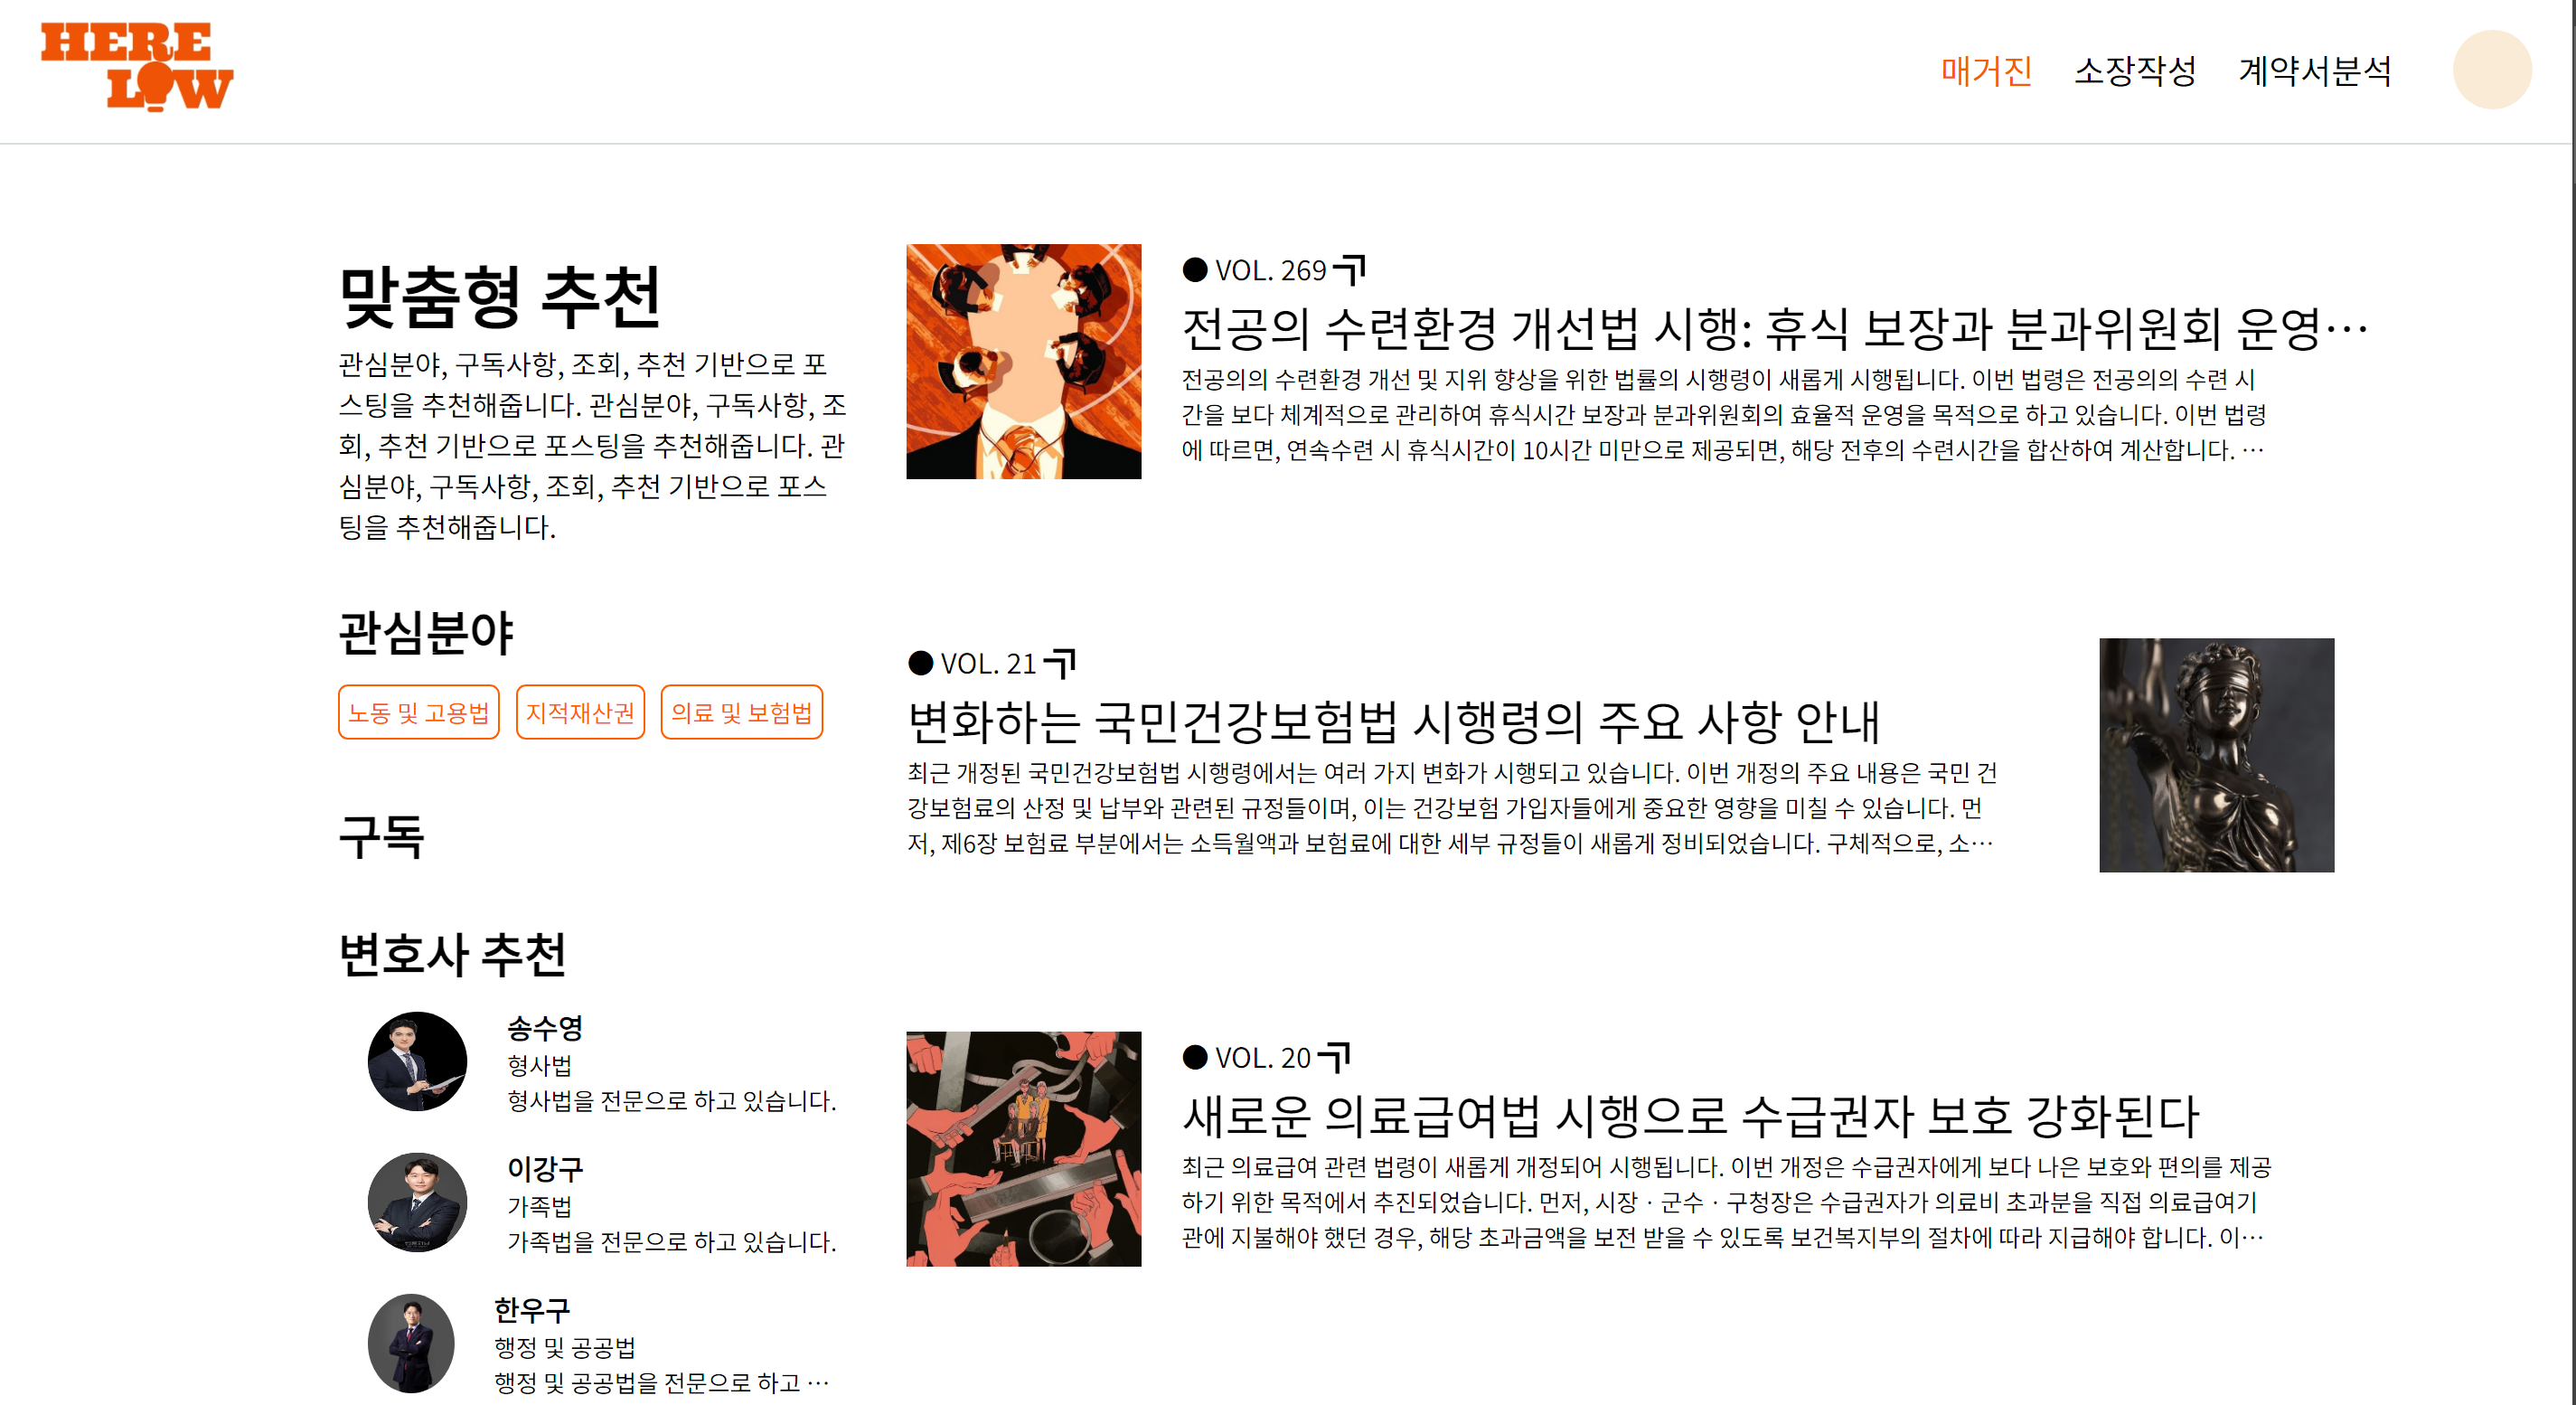 HERE
LOW
매거진 소장작성 계약서분석
맞춤형 추천
관심분야, 구독사항, 조회, 추천 기반으로 포
스팅을 추천해줍니다. 관심분야, 구독사항, 조
회, 추천 기반으로 포스팅을 추천해줍니다. 관
심분야, 구독사항, 조회, 추천 기반으로 포스
팅을 추천해줍니다.
관심분야
노동 및 고용법 지적재산권 의료 및 보험법
구독
변호사 추천
송수영
형사법
형사법을 전문으로 하고 있습니다.
이강구
가족법
가족법을 전문으로 하고 있습니다.
한우구
행정 및 공공법
행정 및 공공법을 전문으로 하고 …
● VOL. 269
전공의 수련환경 개선법 시행: 휴식 보장과 분과위원회 운영…
전공의의 수련환경 개선 및 지위 향상을 위한 법률의 시행령이 새롭게 시행됩니다. 이번 법령은 전공의의 수련 시
간을 보다 체계적으로 관리하여 휴식시간 보장과 분과위원회의 효율적 운영을 목적으로 하고 있습니다. 이번 법령
에 따르면, 연속수련 시 휴식시간이 10시간 미만으로 제공되면, 해당 전후의 수련시간을 합산하여 계산합니다. …
● VOL. 21
변화하는 국민건강보험법 시행령의 주요 사항 안내
최근 개정된 국민건강보험법 시행령에서는 여러 가지 변화가 시행되고 있습니다. 이번 개정의 주요 내용은 국민 건
강보험료의 산정 및 납부와 관련된 규정들이며, 이는 건강보험 가입자들에게 중요한 영향을 미칠 수 있습니다. 먼
저, 제6장 보험료 부분에서는 소득월액과 보험료에 대한 세부 규정들이 새롭게 정비되었습니다. 구체적으로, 소…
● VOL. 20
새로운 의료급여법 시행으로 수급권자 보호 강화된다
최근 의료급여 관련 법령이 새롭게 개정되어 시행됩니다. 이번 개정은 수급권자에게 보다 나은 보호와 편의를 제공
하기 위한 목적에서 추진되었습니다. 먼저, 시장 · 군수 · 구청장은 수급권자가 의료비 초과분을 직접 의료급여기
관에 지불해야 했던 경우, 해당 초과금액을 보전 받을 수 있도록 보건복지부의 절차에 따라 지급해야 합니다. 이…